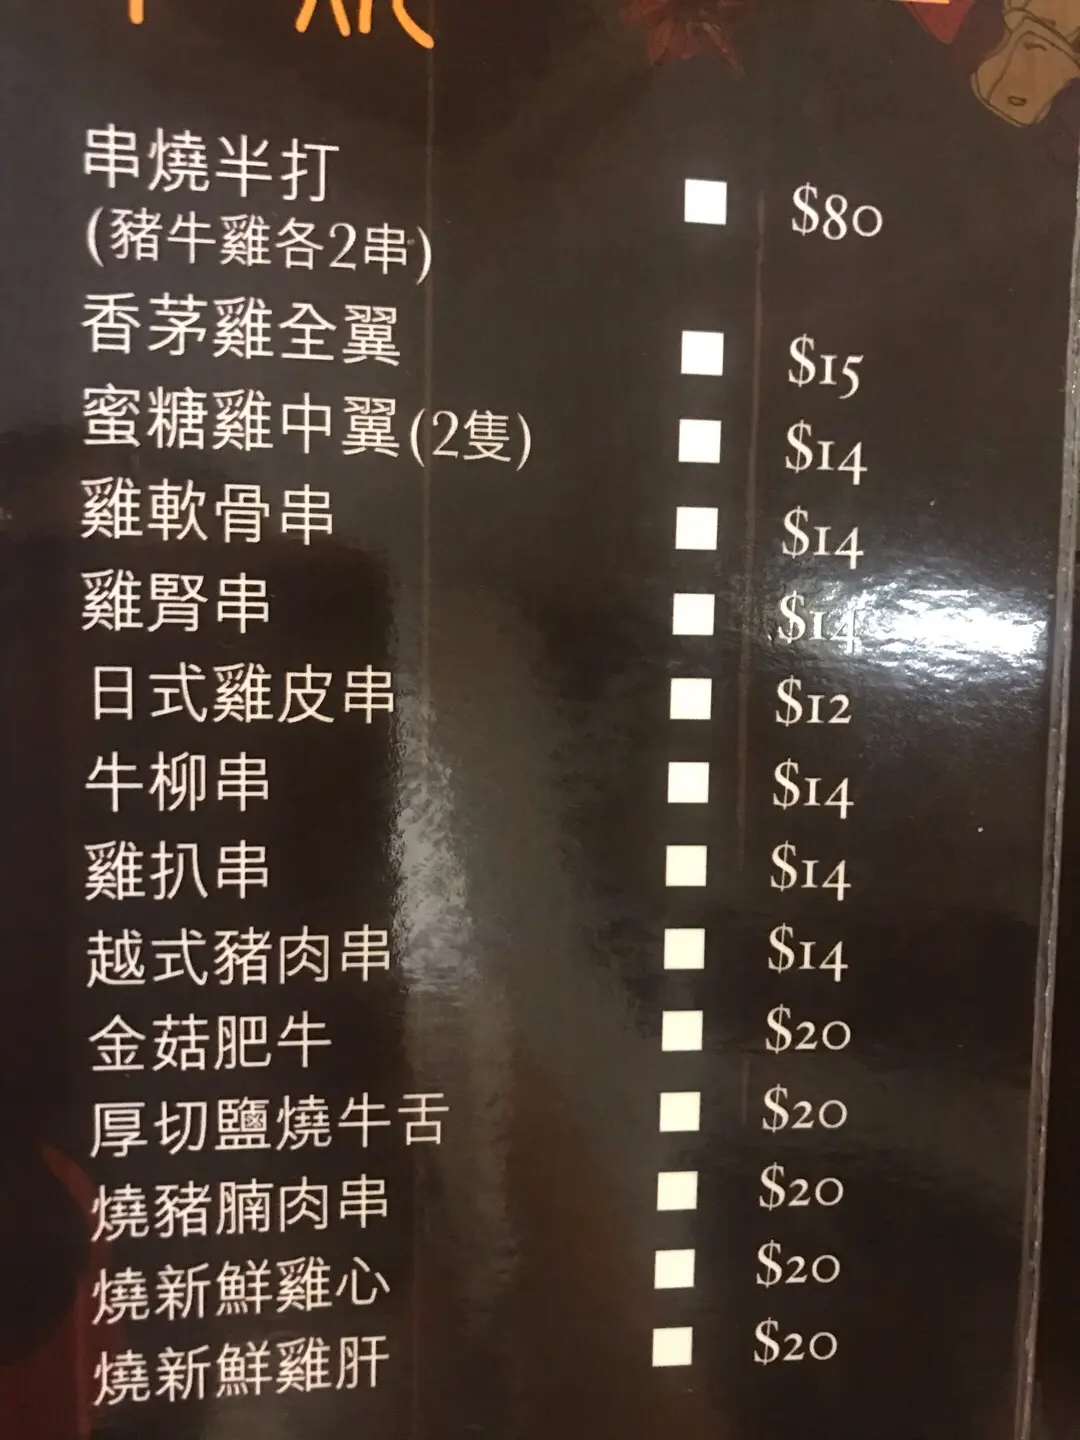 串燒半打 $80
(豬牛雞各2串)
香茅雞全翼 $15
蜜糖雞中翼(2隻) $14
雞軟骨串 $14
雞腎串 $14
日式雞皮串 $12
牛柳串 $14
雞扒串 $14
越式豬肉串 $14
金菇肥牛 $20
厚切鹽燒牛舌 $20
燒豬腩肉串 $20
燒新鮮雞心 $20
燒新鮮雞肝 $20